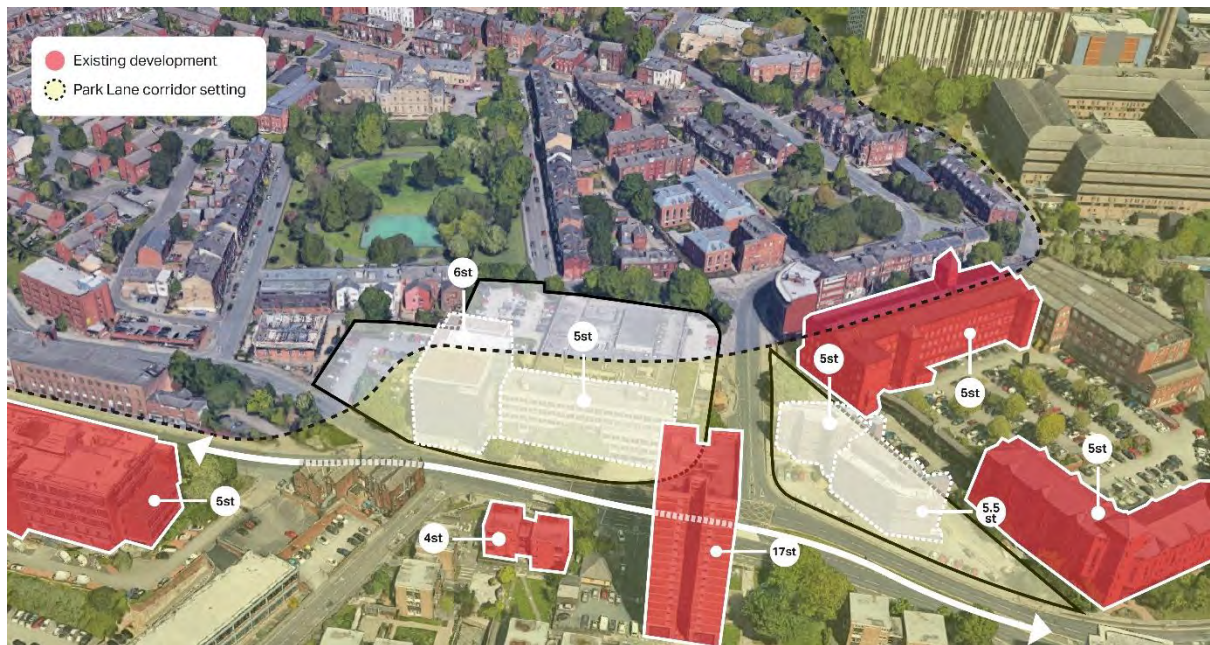 Existing development
Park Lane corridor setting
6st
5st
5st
5st
5st
5st
4st
17st
5.5
st